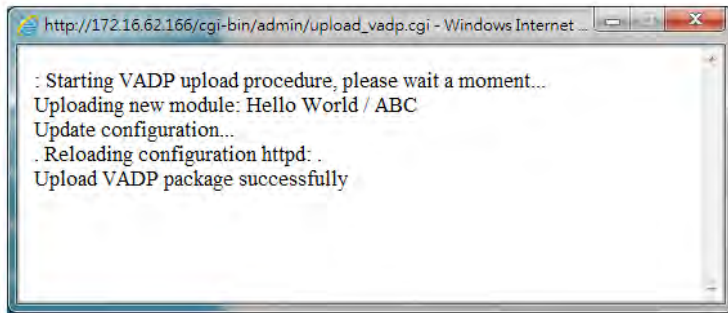 http://172.16.62.166/cgi-bin/admin/upload_vadp.cgi - Windows Internet ...
: Starting VADP upload procedure, please wait a moment...
Uploading new module: Hello World / ABC
Update configuration...
. Reloading configuration httpd: .
Upload VADP package successfully